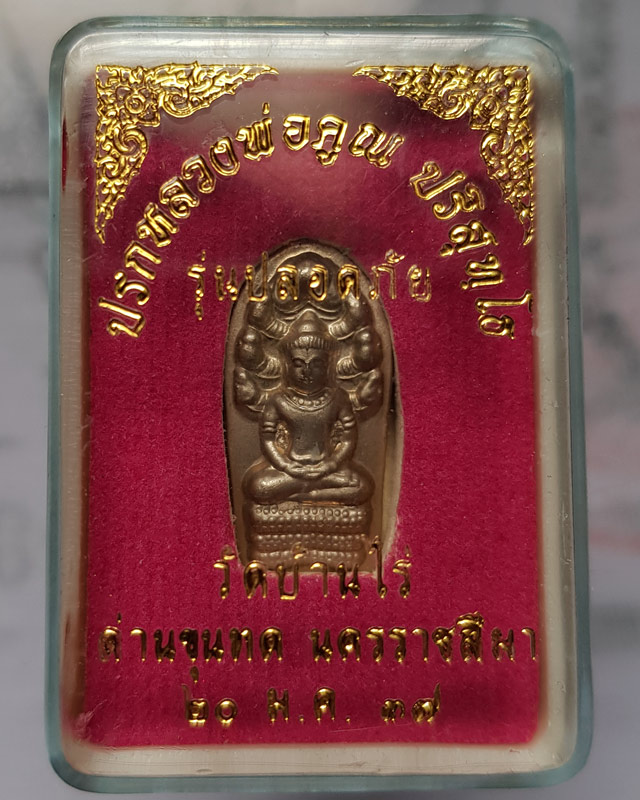 ปรกหลวงพ่อคูณ ปริสุทฺโธ
รุ่นปลอดภัย
วัดบ้านไร่
ด่านขุนทด นครราชสีมา
๒๐ ม.ค. ๓๗